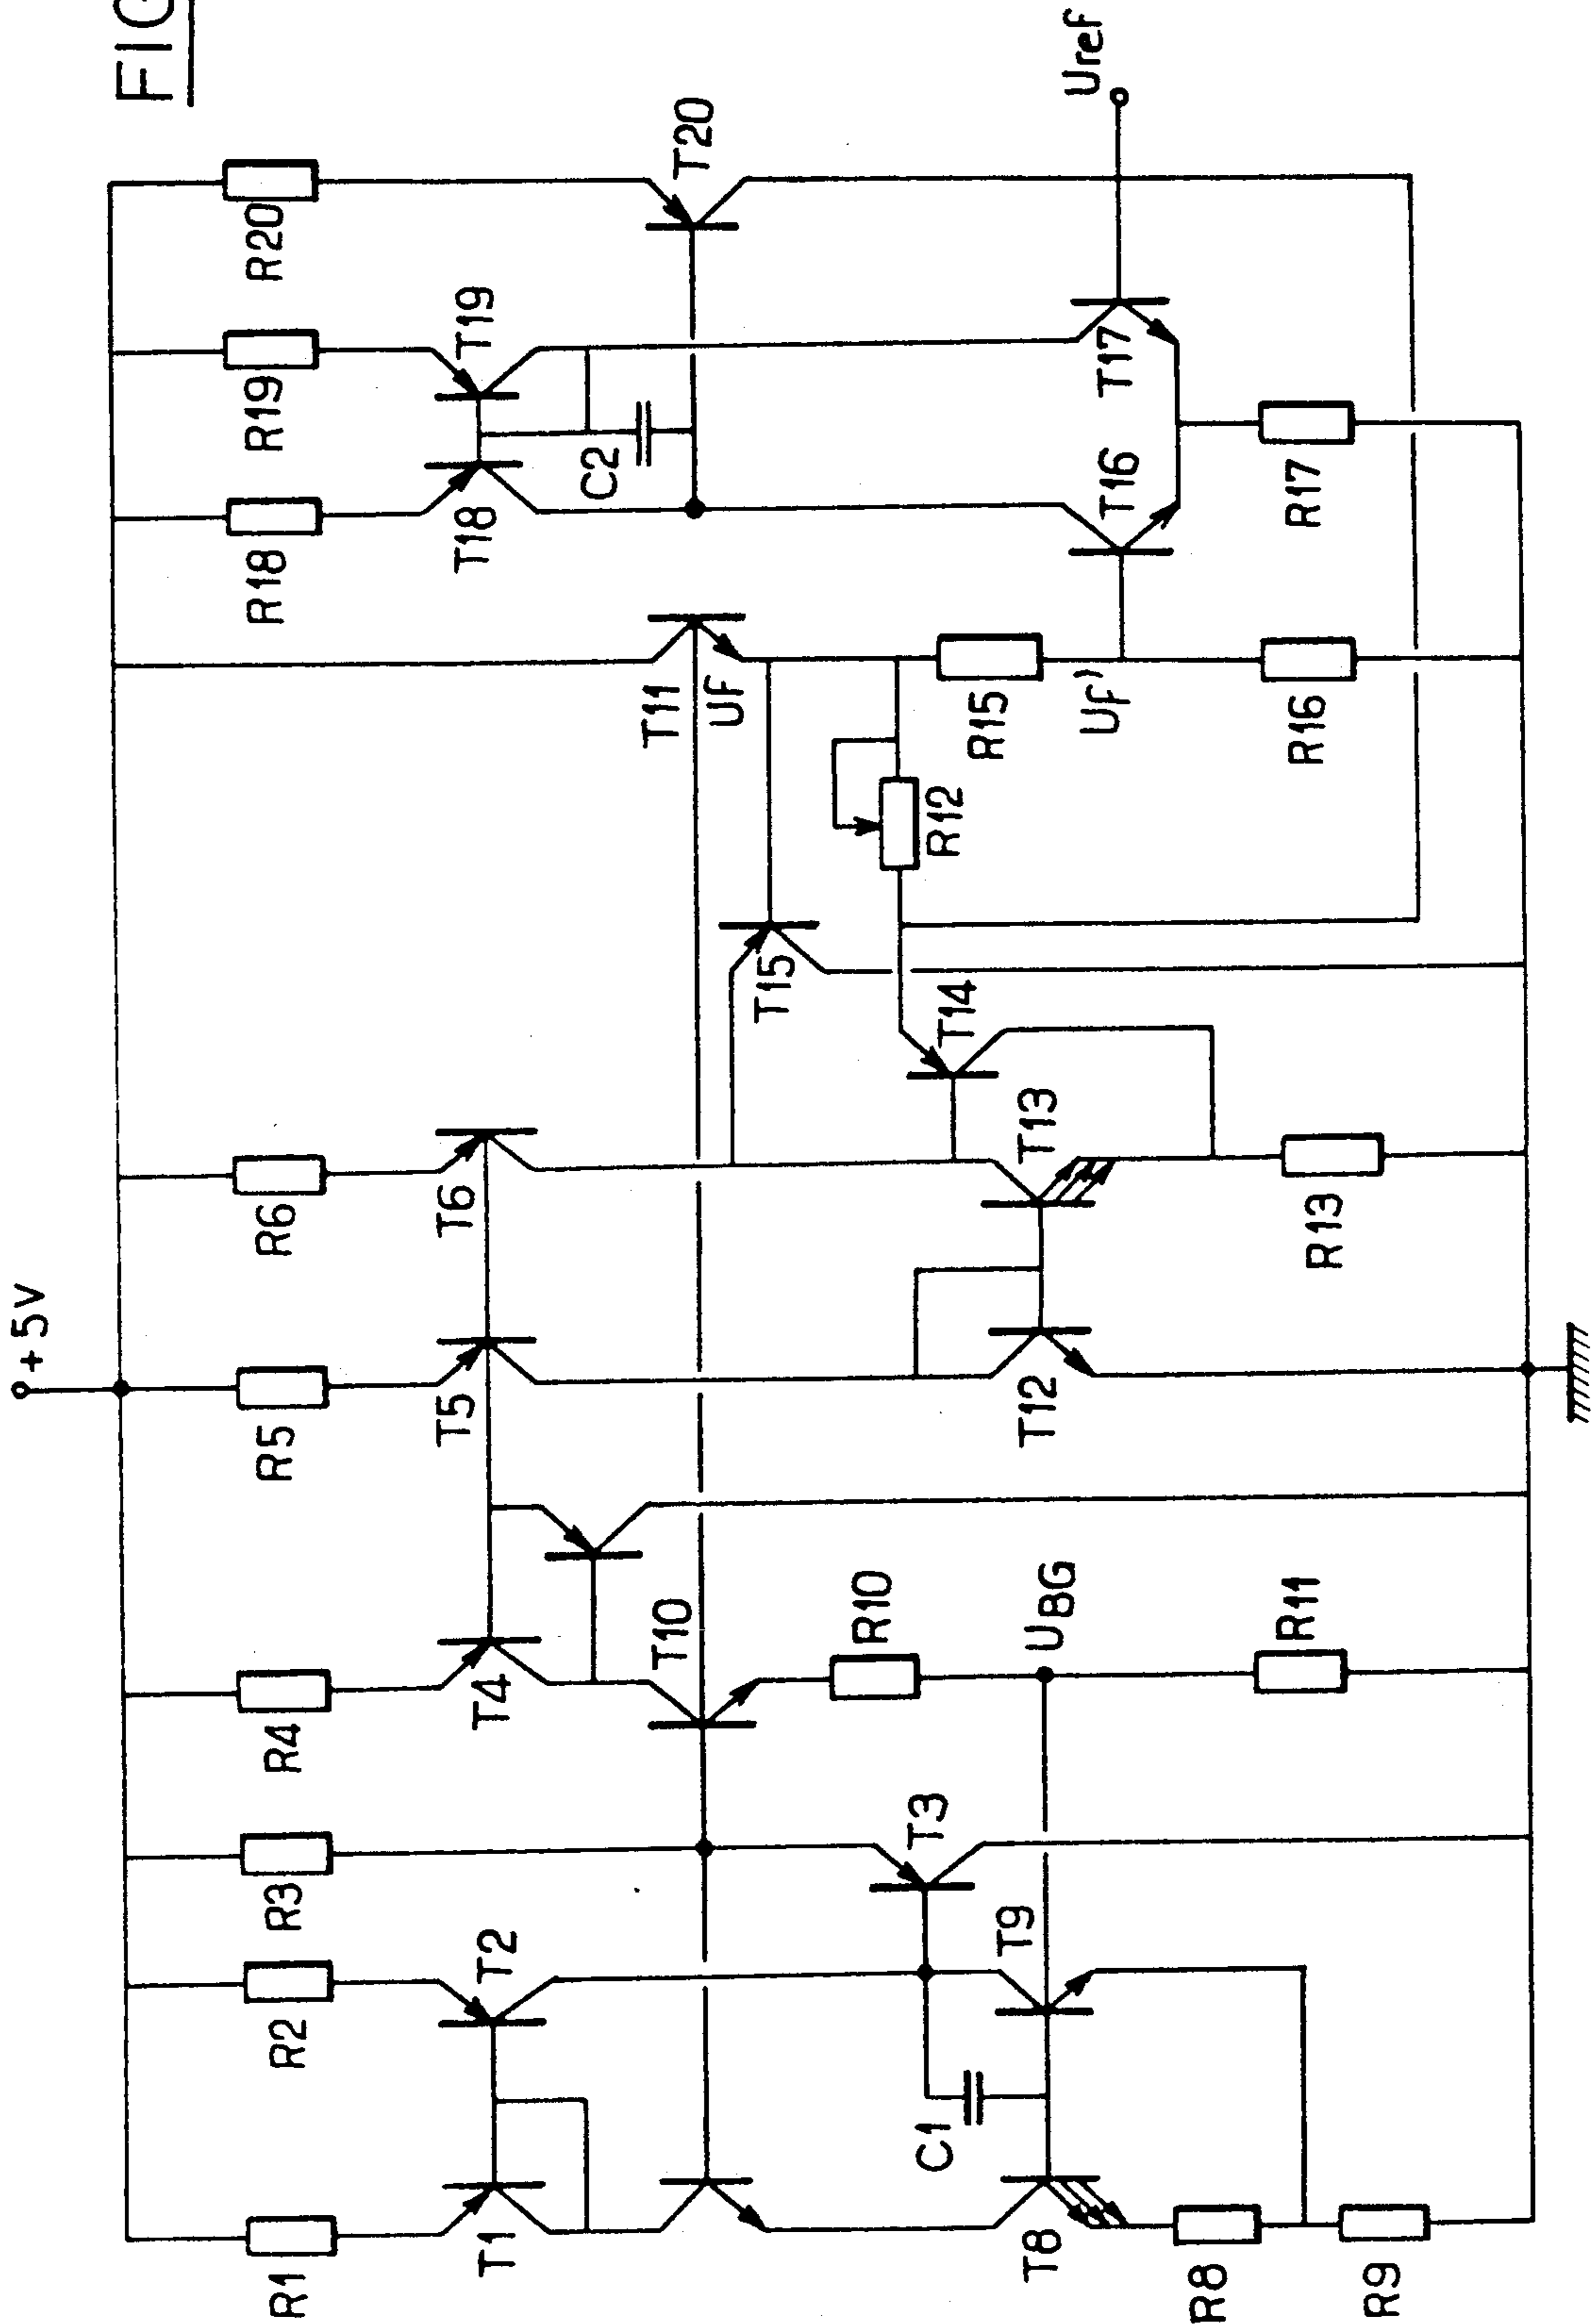 FIG
+5V
R1
R2
R3
R4
R5
R6
R18
R19
R20
T1
T2
T4
T5
T6
T18
T19
C2
T10
T11
UF
T20
T3
C1
T9
R10
UBG
T15
T14
R12
R15
UF'
T16
T17
Uref
T8
T12
T13
R8
R9
R11
R13
R16
R17